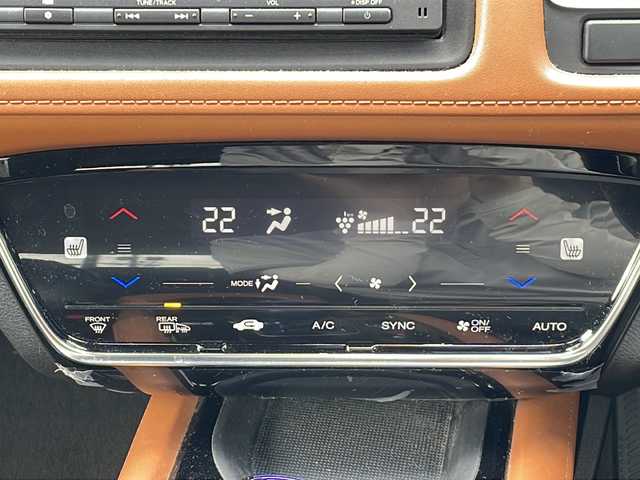 TUNE/TRACK VOL ☀DISP OFF
− +
22 22
MODE
FRONT REAR A/C SYNC ON/OFF AUTO